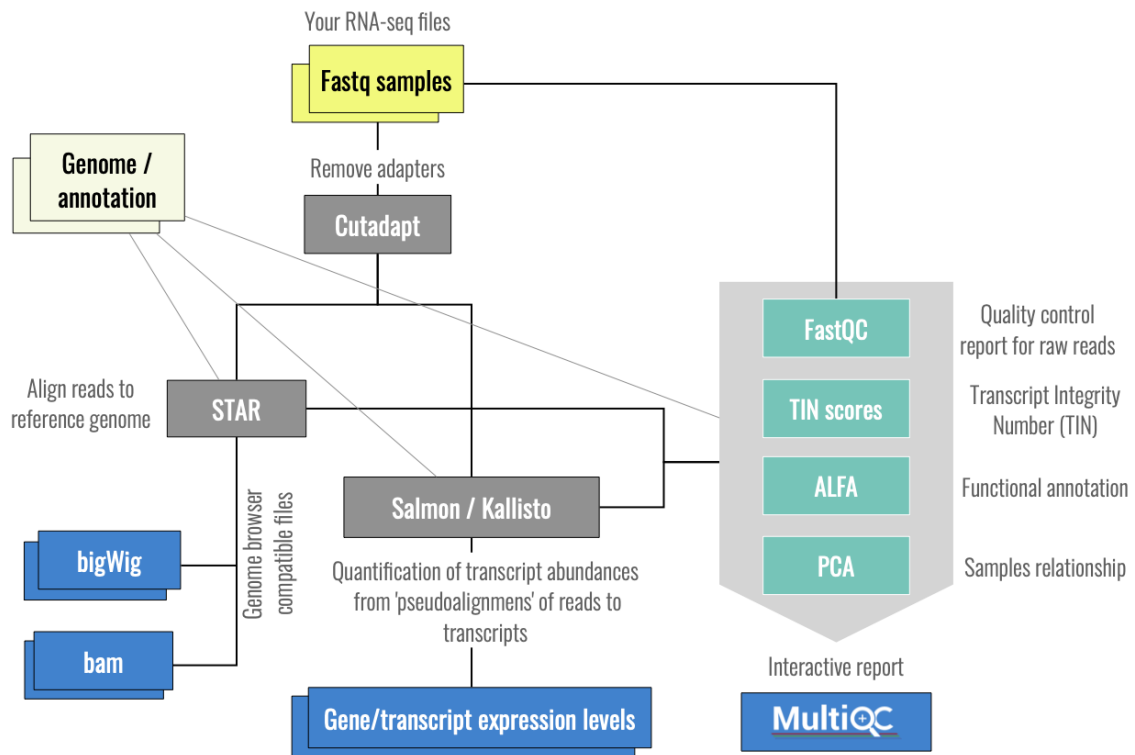 Your RNA-seq files
Fastq samples
Genome /
annotation
Remove adapters
Cutadapt
FastQC
Quality control
report for raw reads
Align reads to
reference genome
STAR
TIN scores
Transcript Integrity
Number (TIN)
Salmon / Kallisto
ALFA
Functional annotation
Genome browser
compatible files
bigWig
PCA
Samples relationship
Quantification of transcript abundances
from 'pseudoalignmens' of reads to
transcripts
bam
Interactive report
Gene/transcript expression levels
MultiQC